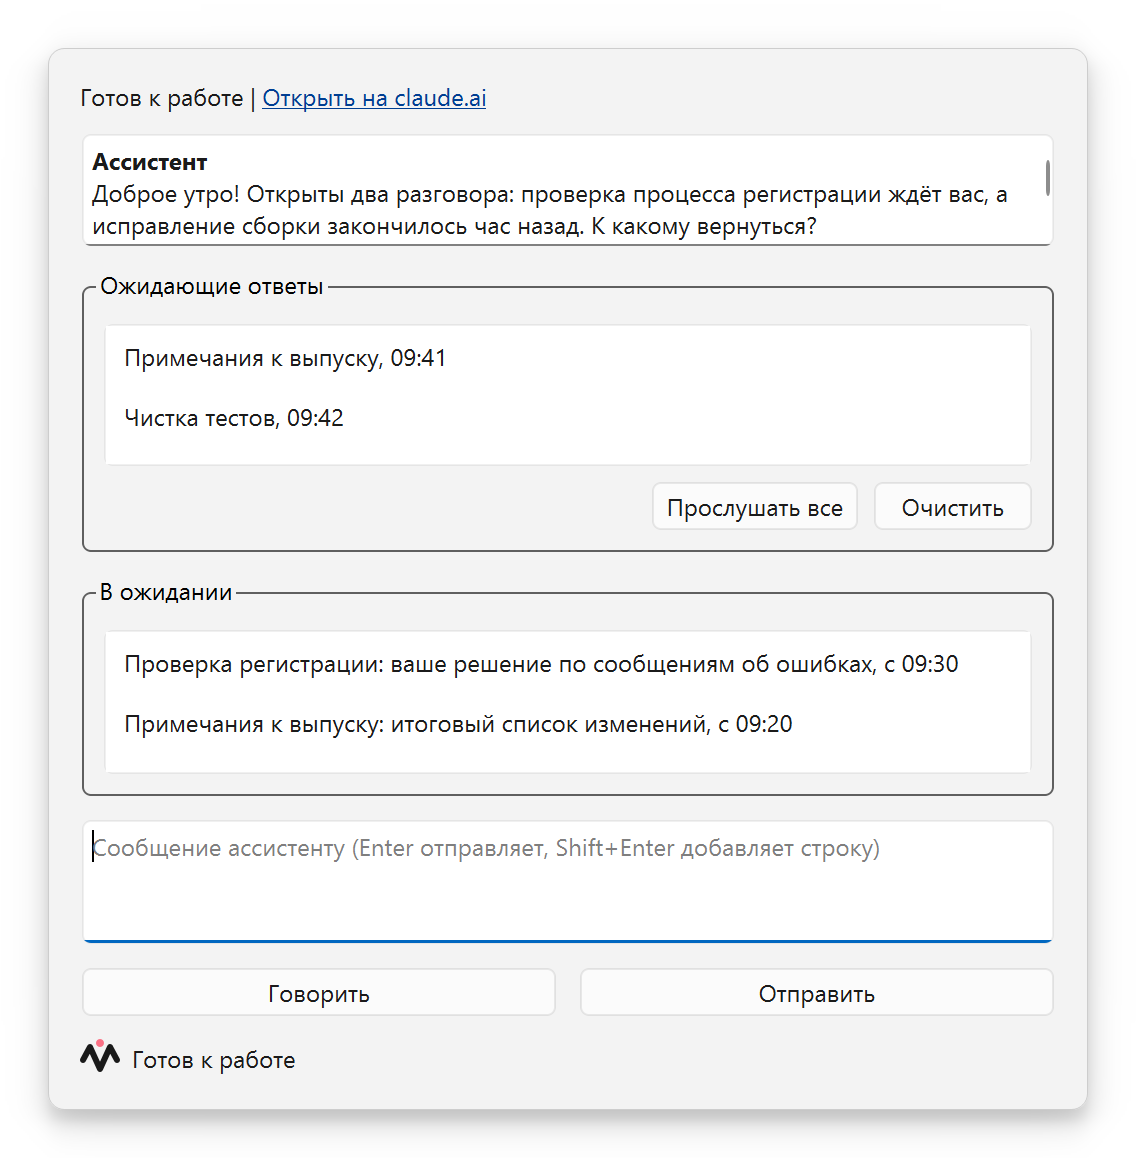 Готов к работе | Открыть на claude.ai
Ассистент
Доброе утро! Открыты два разговора: проверка процесса регистрации ждёт вас, а
исправление сборки закончилось час назад. К какому вернуться?
Ожидающие ответы
Примечания к выпуску, 09:41
Чистка тестов, 09:42
Прослушать все
Очистить
В ожидании
Проверка регистрации: ваше решение по сообщениям об ошибках, с 09:30
Примечания к выпуску: итоговый список изменений, с 09:20
Сообщение ассистенту (Enter отправляет, Shift+Enter добавляет строку)
Говорить
Отправить
Готов к работе